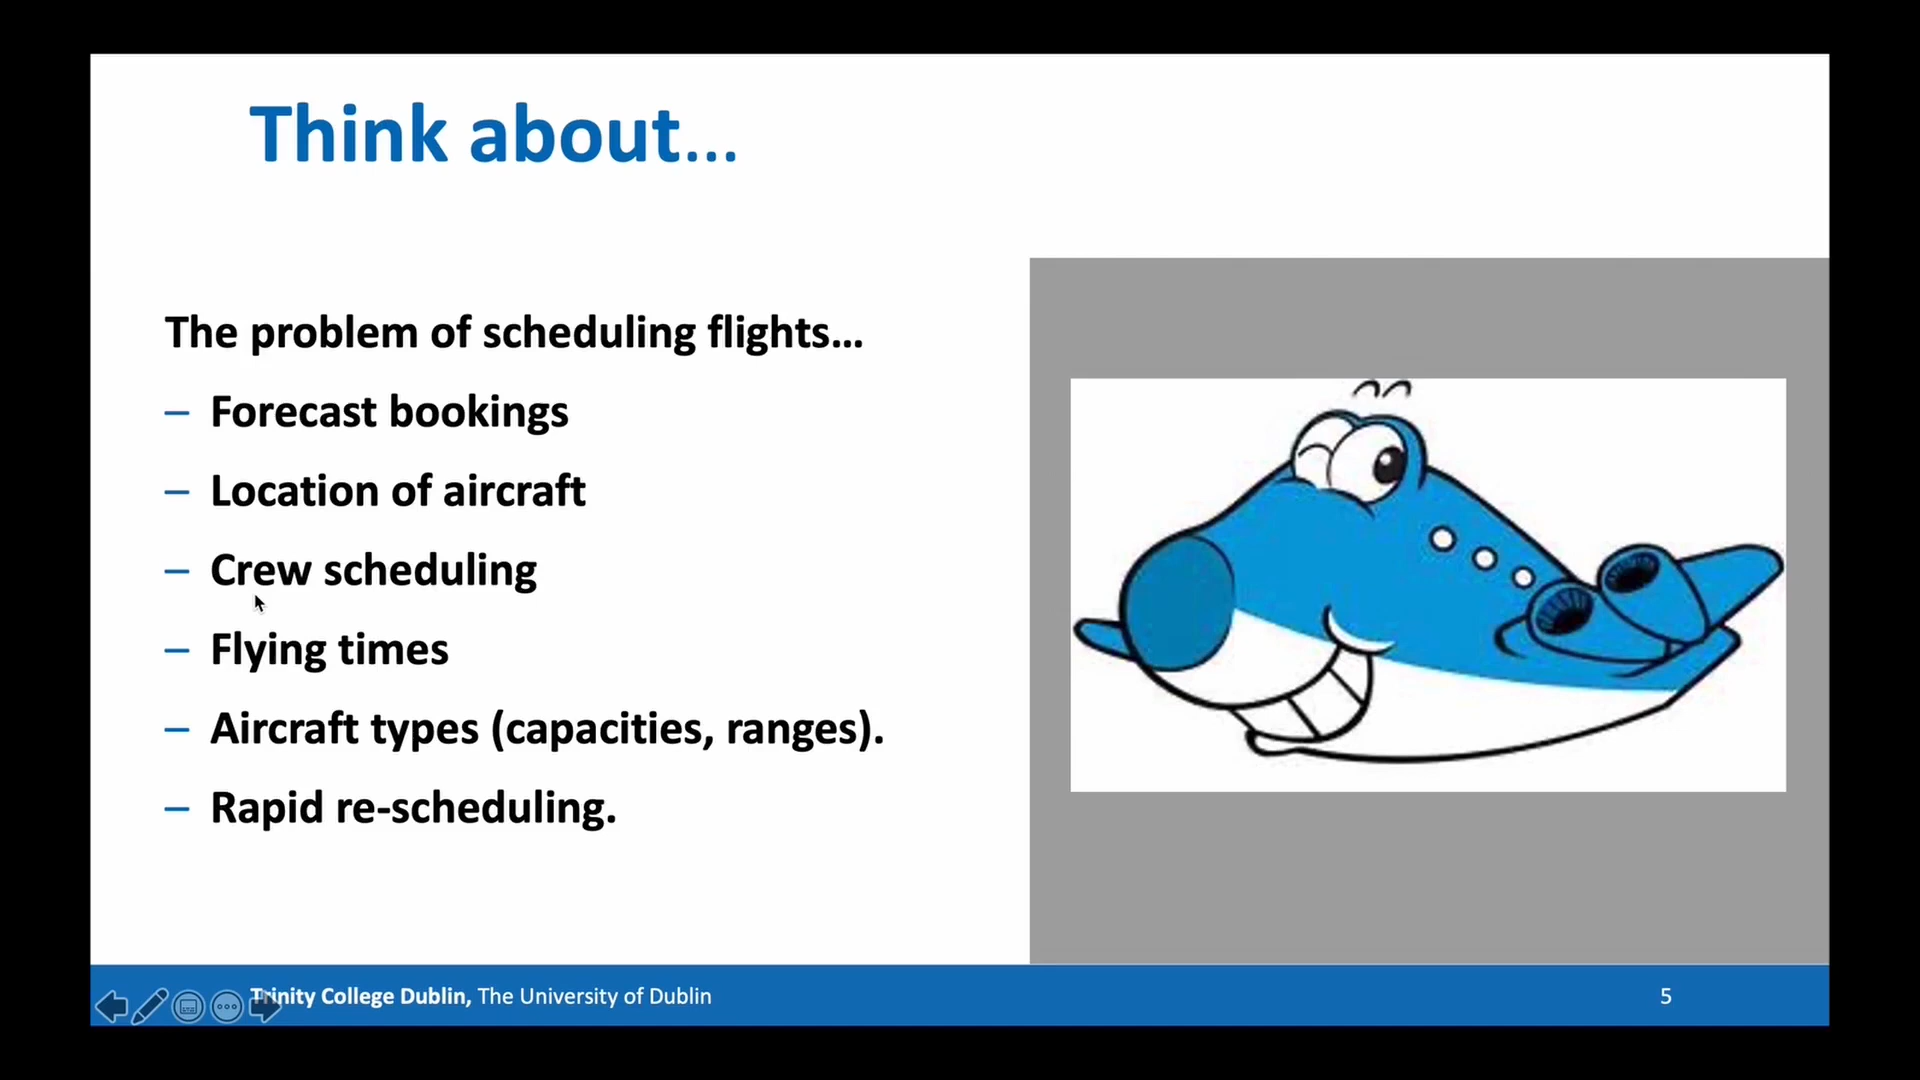 Think about...
The problem of scheduling flights...
– Forecast bookings
– Location of aircraft
– Crew scheduling
– Flying times
– Aircraft types (capacities, ranges).
– Rapid re-scheduling.
Trinity College Dublin, The University of Dublin
5